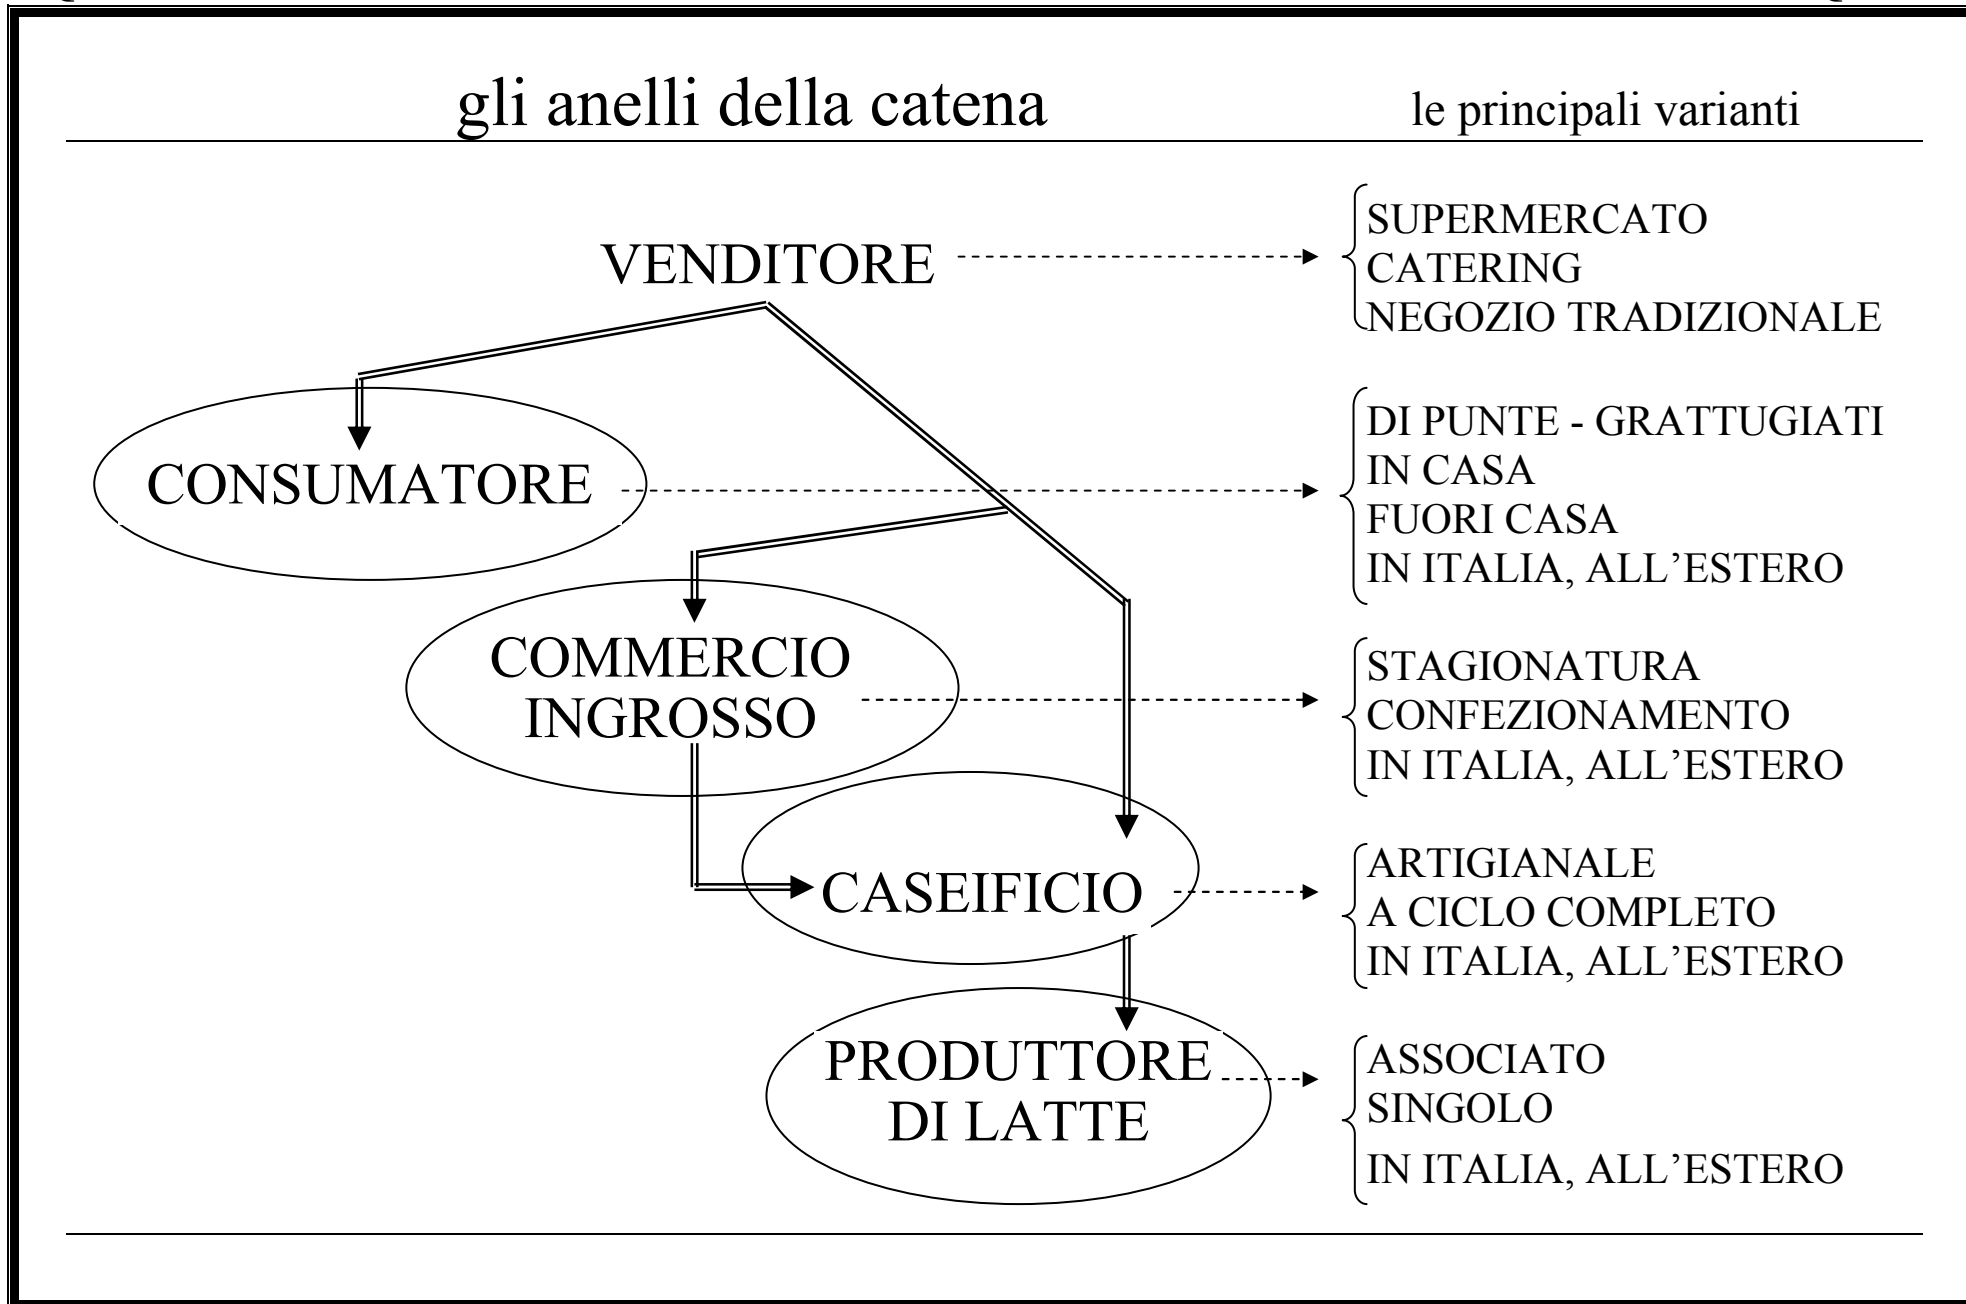 gli anelli della catena
le principali varianti
VENDITORE
SUPERMERCATO
CATERING
NEGOZIO TRADIZIONALE
CONSUMATORE
DI PUNTE - GRATTUGIATI
IN CASA
FUORI CASA
IN ITALIA, ALL’ESTERO
COMMERCIO
INGROSSO
STAGIONATURA
CONFEZIONAMENTO
IN ITALIA, ALL’ESTERO
CASEIFICIO
ARTIGIANALE
A CICLO COMPLETO
IN ITALIA, ALL’ESTERO
PRODUTTORE
DI LATTE
ASSOCIATO
SINGOLO
IN ITALIA, ALL’ESTERO